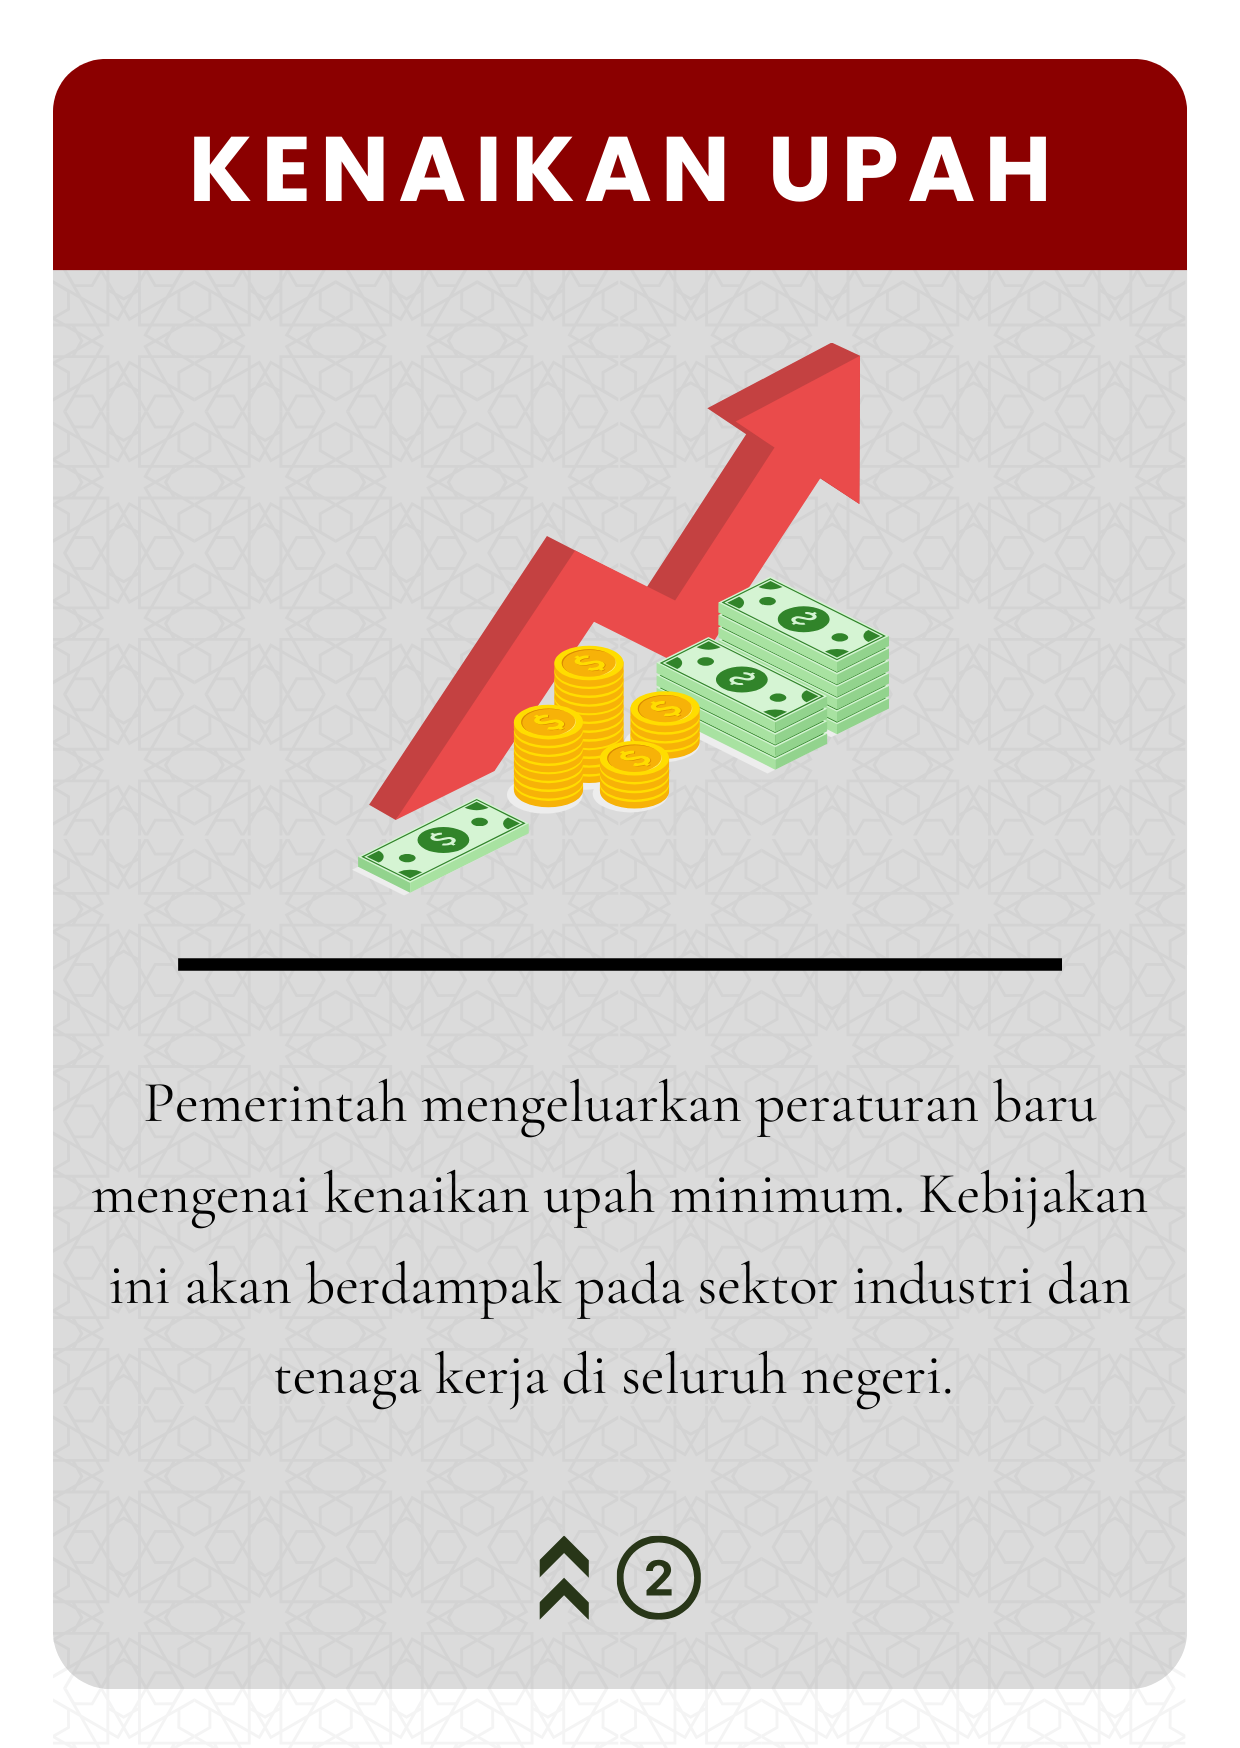 KENAIKAN UPAH
Pemerintah mengeluarkan peraturan baru
mengenai kenaikan upah minimum. Kebijakan
ini akan berdampak pada sektor industri dan
tenaga kerja di seluruh negeri.
2